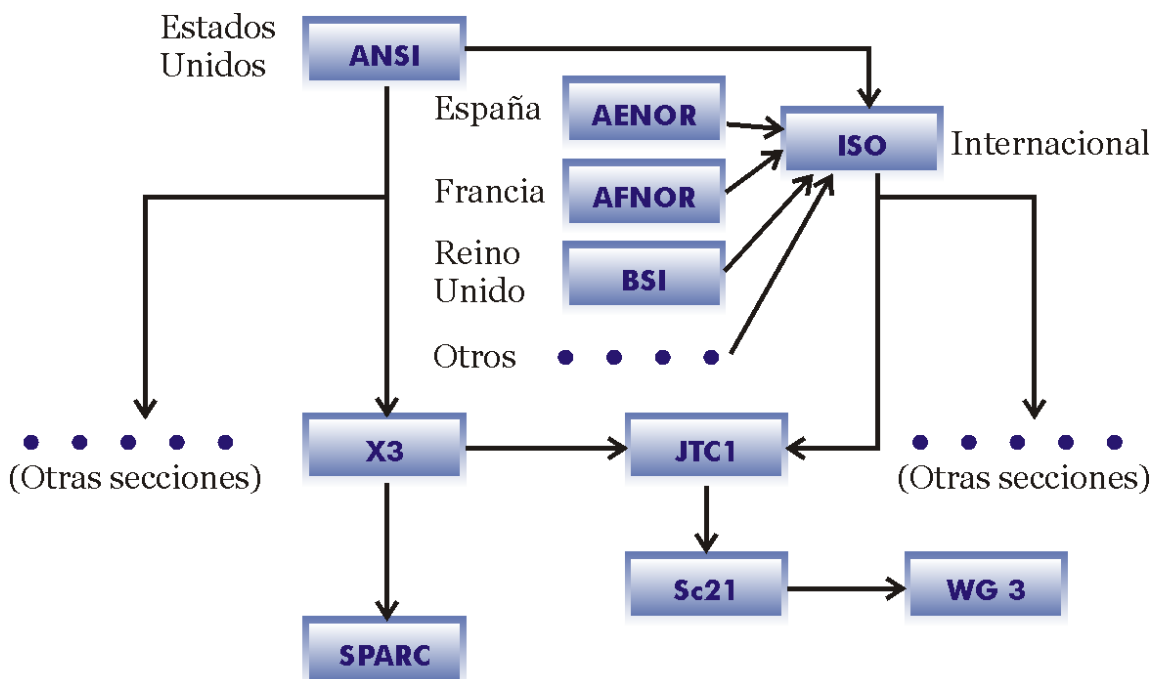 Estados
Unidos
ANSI
España
AENOR
ISO
Internacional
Francia
AFNOR
Reino
Unido
BSI
Otros
(Otras secciones)
X3
JTC1
(Otras secciones)
Sc21
WG 3
SPARC